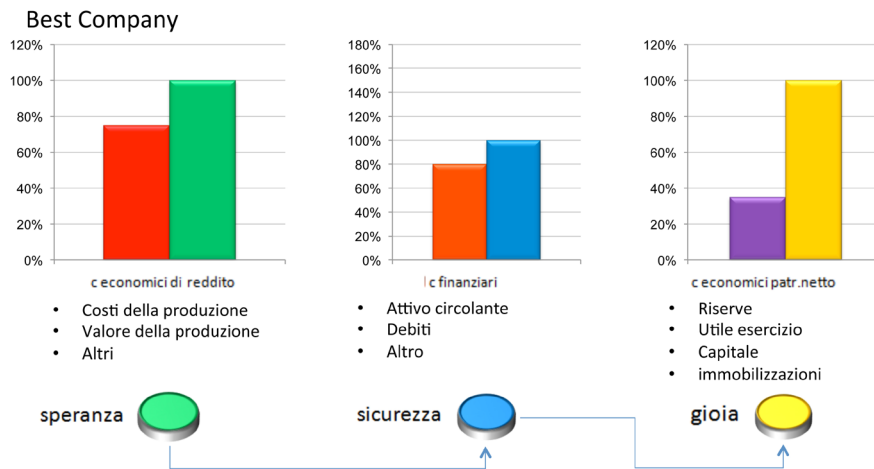 Best Company
120%
100%
80%
60%
40%
20%
0%
c economici di reddito
• Costi della produzione
• Valore della produzione
• Altri
180%
160%
140%
120%
100%
80%
60%
40%
20%
0%
c finanziari
• Attivo circolante
• Debiti
• Altro
120%
100%
80%
60%
40%
20%
0%
c economici patr.netto
• Riserve
• Utile esercizio
• Capitale
• immobilizzazioni
speranza
sicurezza
gioia